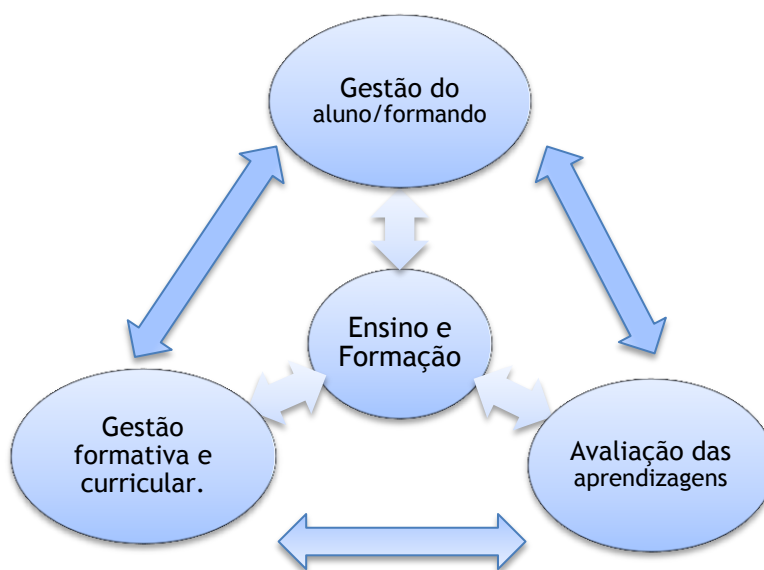 Gestão do
aluno/formando
Ensino e
Formação
Gestão
formativa e
curricular.
Avaliação das
aprendizagens